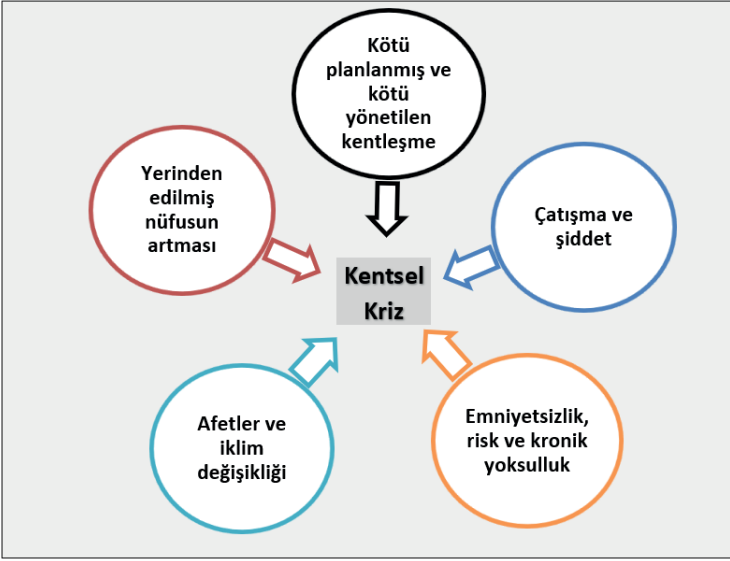 Kötü
planlanmış ve
kötü
yönetilen
kentleşme
Yerinden
edilmiş
nüfusun
artması
Çatışma ve
şiddet
Kentsel
Kriz
Afetler ve
iklim
değişikliği
Emniyetsizlik,
risk ve kronik
yoksulluk